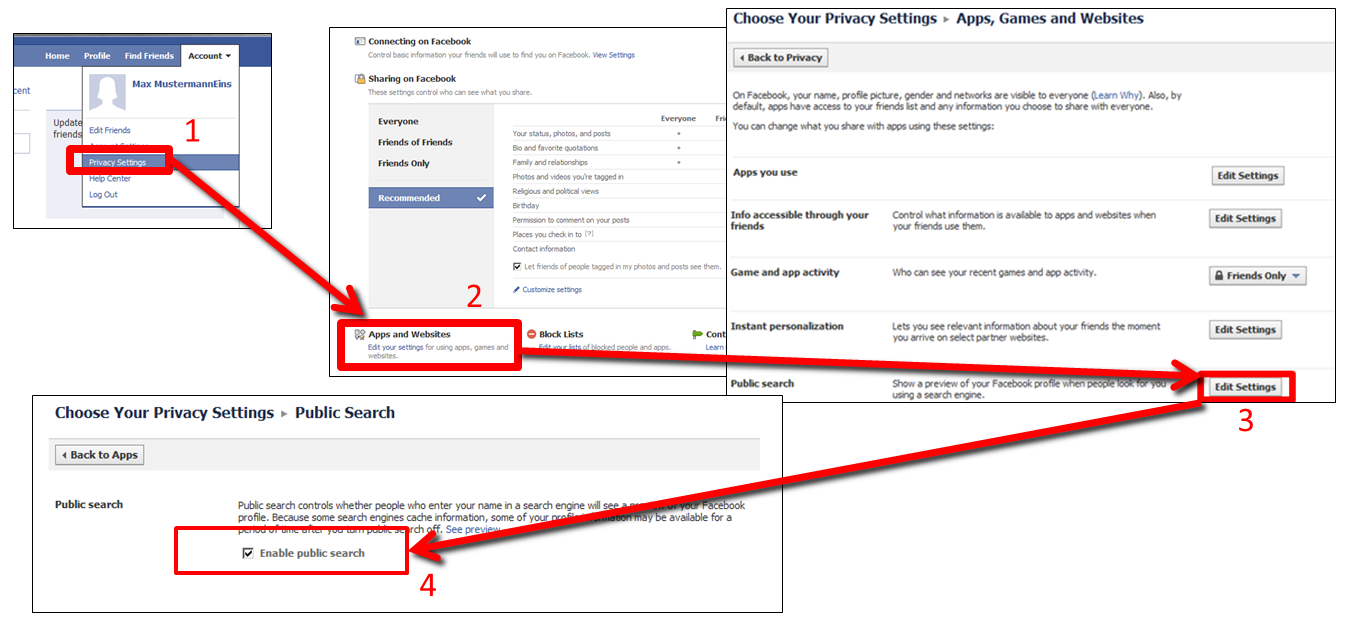 Home Profile Find Friends Account
cent
Max MustermannEins
Update
friends
Edit Friends
1
Privacy Settings
Help Center
Log Out
Connecting on Facebook
Control basic information your friends will use to find you on Facebook. View Settings
Sharing on Facebook
These settings control who can see what you share.
Everyone
Friends of Friends
Friends Only
Recommended
Everyone Frie
Your status, photos, and posts
Bio and favorite quotations
Family and relationships
Photos and videos you're tagged in
Religious and political views
Birthday
Permission to comment on your posts
Places you check in to [?]
Contact information
Let friends of people tagged in my photos and posts see them.
Customize settings
2
Apps and Websites
Edit your settings for using apps, games and
websites.
Block Lists
Edit your lists of blocked people and apps.
Cont
Learn
Choose Your Privacy Settings ▸ Apps, Games and Websites
Back to Privacy
On Facebook, your name, profile picture, gender and networks are visible to everyone (Learn Why). Also, by
default, apps have access to your friends list and any information you choose to share with everyone.
You can change what you share with apps using these settings:
Apps you use
Edit Settings
Info accessible through your
friends
Control what information is available to apps and websites when
your friends use them.
Edit Settings
Game and app activity
Who can see your recent games and app activity.
Friends Only
Instant personalization
Lets you see relevant information about your friends the moment
you arrive on select partner websites.
Edit Settings
Public search
Show a preview of your Facebook profile when people look for you
using a search engine.
Edit Settings
3
Choose Your Privacy Settings ▸ Public Search
Back to Apps
Public search
Public search controls whether people who enter your name in a search engine will see a of your Facebook
profile. Because some search engines cache information, some of your profile information may be available for a
period of time after you turn public search off. See preview
Enable public search
4